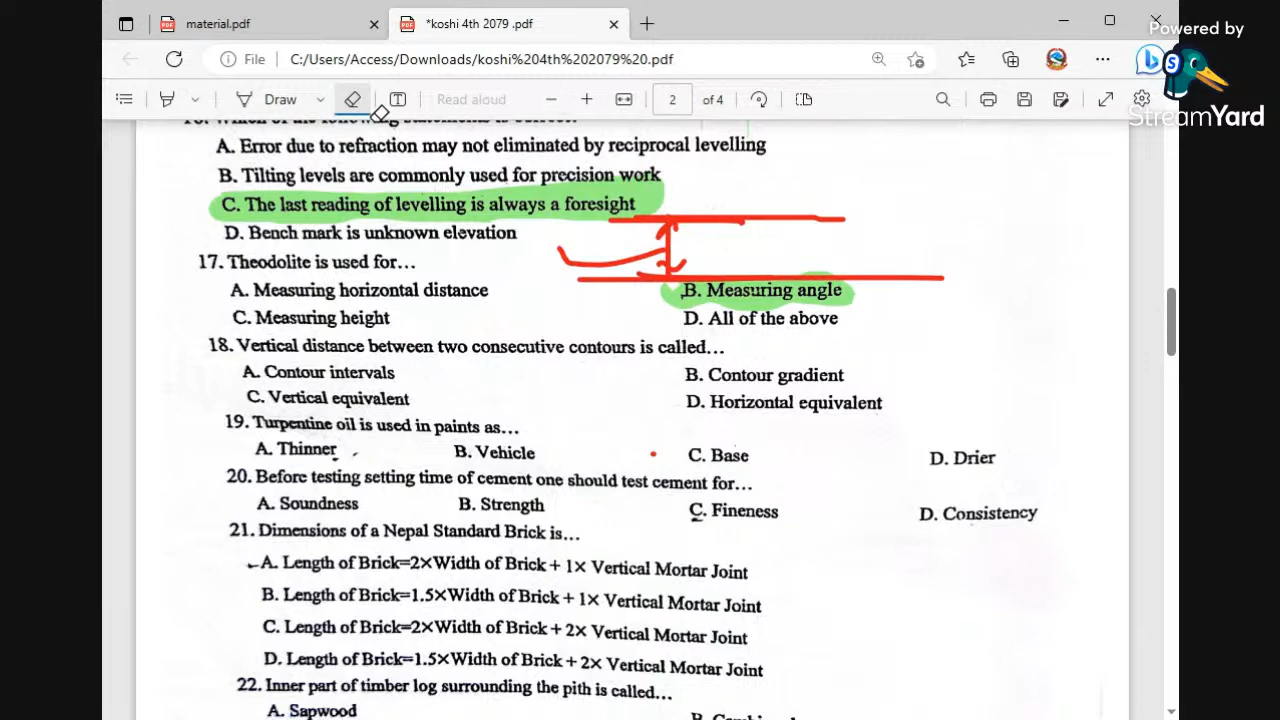 material.pdf
*koshi 4th 2079 .pdf
Powered by
File
C:/Users/Access/Downloads/koshi%204th%202079%20.pdf
Draw
Read aloud
2
of 4
StreamYard
16. Which of the following statements is correct?
A. Error due to refraction may not eliminated by reciprocal levelling
B. Tilting levels are commonly used for precision work
C. The last reading of levelling is always a foresight
D. Bench mark is unknown elevation
17. Theodolite is used for...
A. Measuring horizontal distance
B. Measuring angle
C. Measuring height
D. All of the above
18. Vertical distance between two consecutive contours is called...
A. Contour intervals
B. Contour gradient
C. Vertical equivalent
D. Horizontal equivalent
19. Turpentine oil is used in paints as...
A. Thinner
B. Vehicle
C. Base
D. Drier
20. Before testing setting time of cement one should test cement for...
A. Soundness
B. Strength
C. Fineness
D. Consistency
21. Dimensions of a Nepal Standard Brick is...
A. Length of Brick=2×Width of Brick + 1× Vertical Mortar Joint
B. Length of Brick=1.5×Width of Brick + 1× Vertical Mortar Joint
C. Length of Brick=2×Width of Brick + 2× Vertical Mortar Joint
D. Length of Brick=1.5×Width of Brick + 2× Vertical Mortar Joint
22. Inner part of timber log surrounding the pith is called...
A. Sapwood
B.